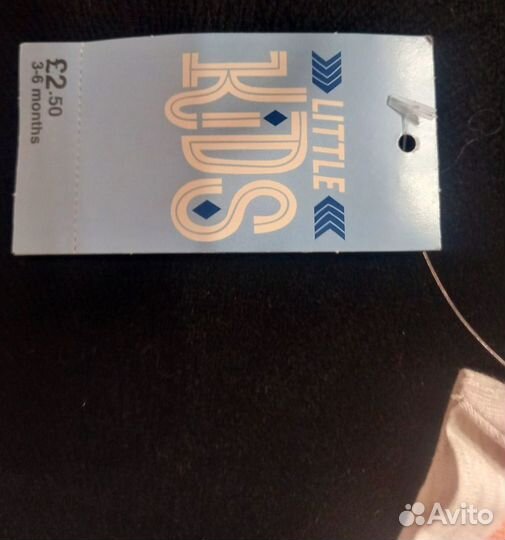 LITTLE
KiDS
£2.50
3-6 months
Avito